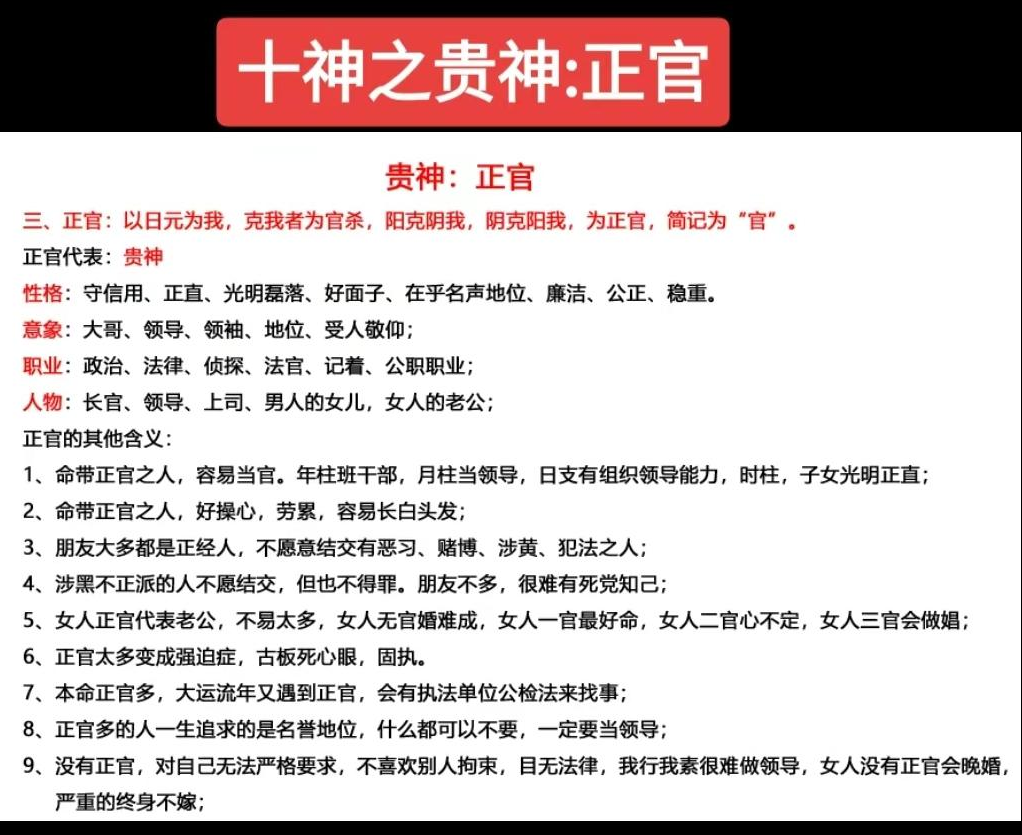 十神之贵神:正官
贵神：正官
三、正官：以日元为我，克我者为官杀，阳克阴我，阴克阳我，为正官，简记为“官”。
正官代表：贵神
性格：守信用、正直、光明磊落、好面子、在乎名声地位、廉洁、公正、稳重。
意象：大哥、领导、领袖、地位、受人敬仰；
职业：政治、法律、侦探、法官、记着、公职职业；
人物：长官、领导、上司、男人的女儿，女人的老公；
正官的其他含义：
1、命带正官之人，容易当官。年柱班干部，月柱当领导，日支有组织领导能力，时柱，子女光明正直；
2、命带正官之人，好操心，劳累，容易长白头发；
3、朋友大多都是正经人，不愿意结交有恶习、赌博、涉黄、犯法之人；
4、涉黑不正派的人不愿结交，但也不得罪。朋友不多，很难有死党知己；
5、女人正官代表老公，不易太多，女人无官婚难成，女人一官最好命，女人二官心不定，女人三官会做娼；
6、正官太多变成强迫症，古板死心眼，固执。
7、本命正官多，大运流年又遇到正官，会有执法单位公检法来找事；
8、正官多的人一生追求的是名誉地位，什么都可以不要，一定要当领导；
9、没有正官，对自己无法严格要求，不喜欢别人拘束，目无法律，我行我素很难做领导，女人没有正官会晚婚，
严重的终身不嫁；